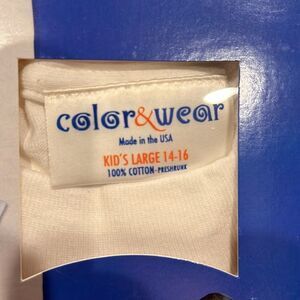 color&wear
Made in the USA
KID'S LARGE 14-16
100% COTTON-PRESHRUNK